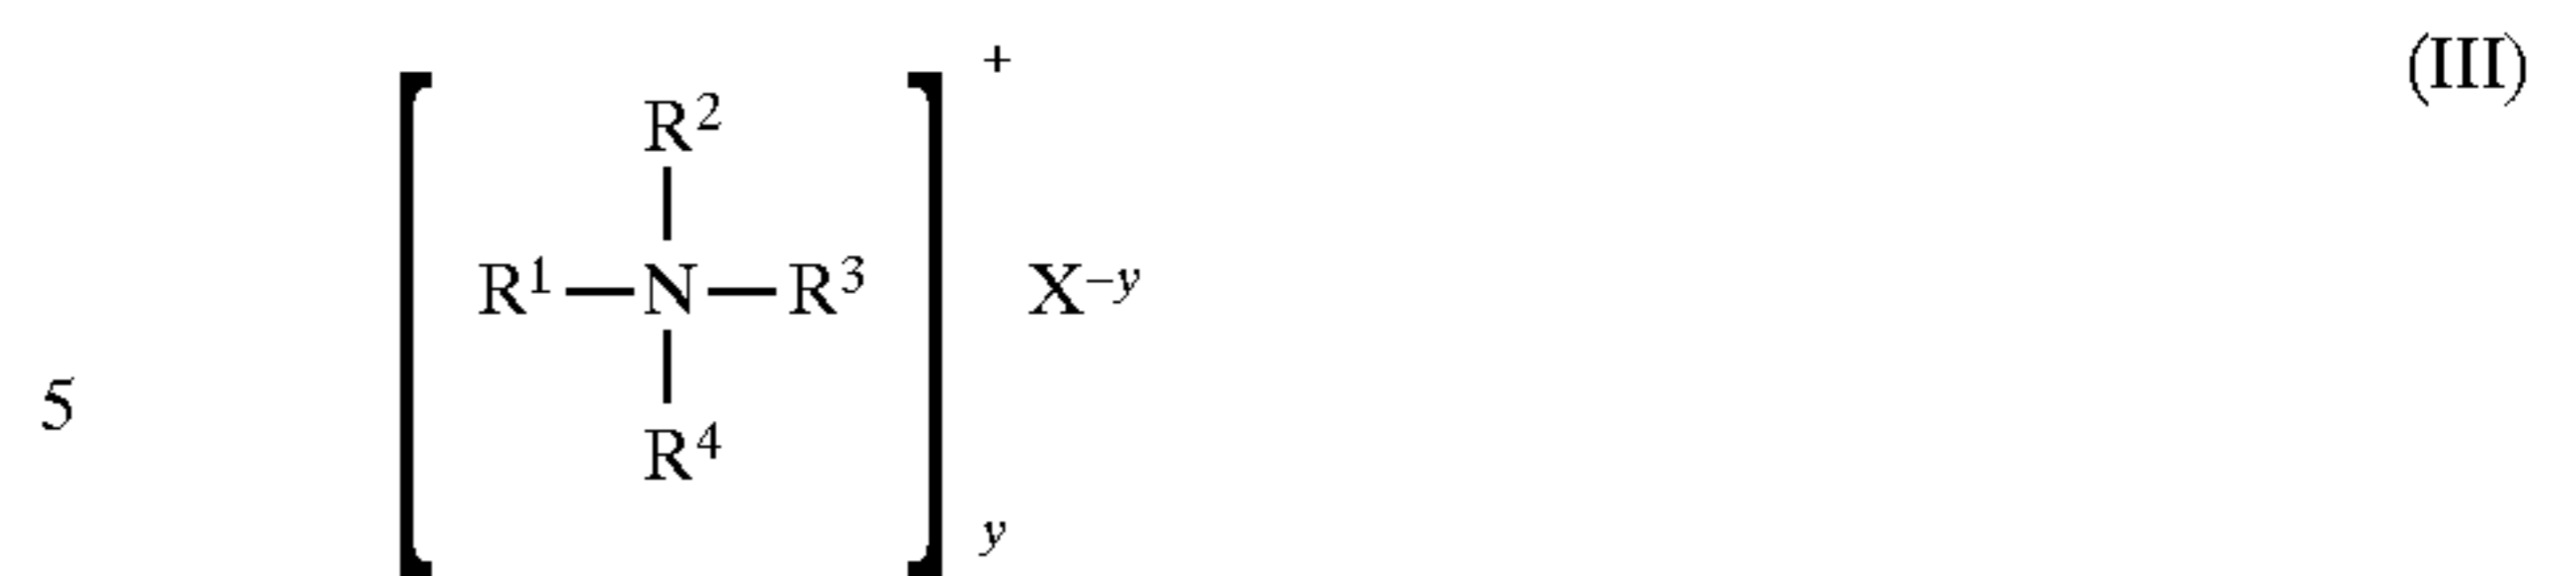 + (III)
R²
R¹—N—R³ X⁻ʸ
5
R⁴
y